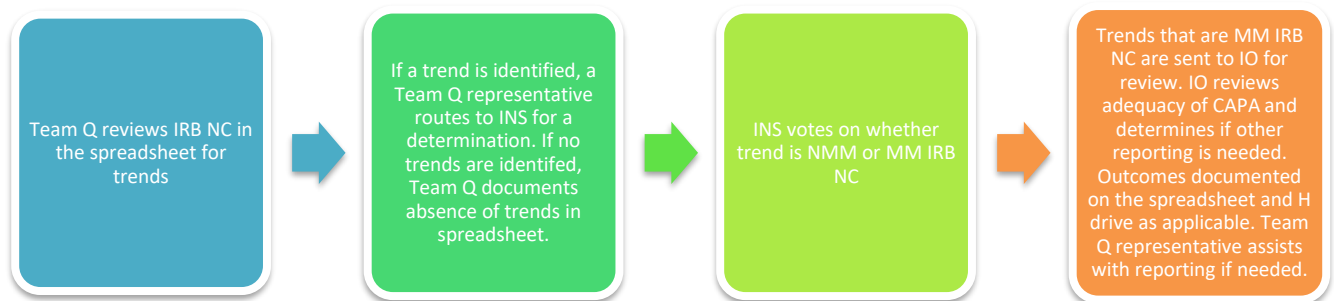 Team Q reviews IRB NC in
the spreadsheet for
trends
If a trend is identified, a
Team Q representative
routes to INS for a
determination. If no
trends are identifed,
Team Q documents
absence of trends in
spreadsheet.
INS votes on whether
trend is NMM or MM IRB
NC
Trends that are MM IRB
NC are sent to IO for
review. IO reviews
adequacy of CAPA and
determines if other
reporting is needed.
Outcomes documented
on the spreadsheet and H
drive as applicable. Team
Q representative assists
with reporting if needed.